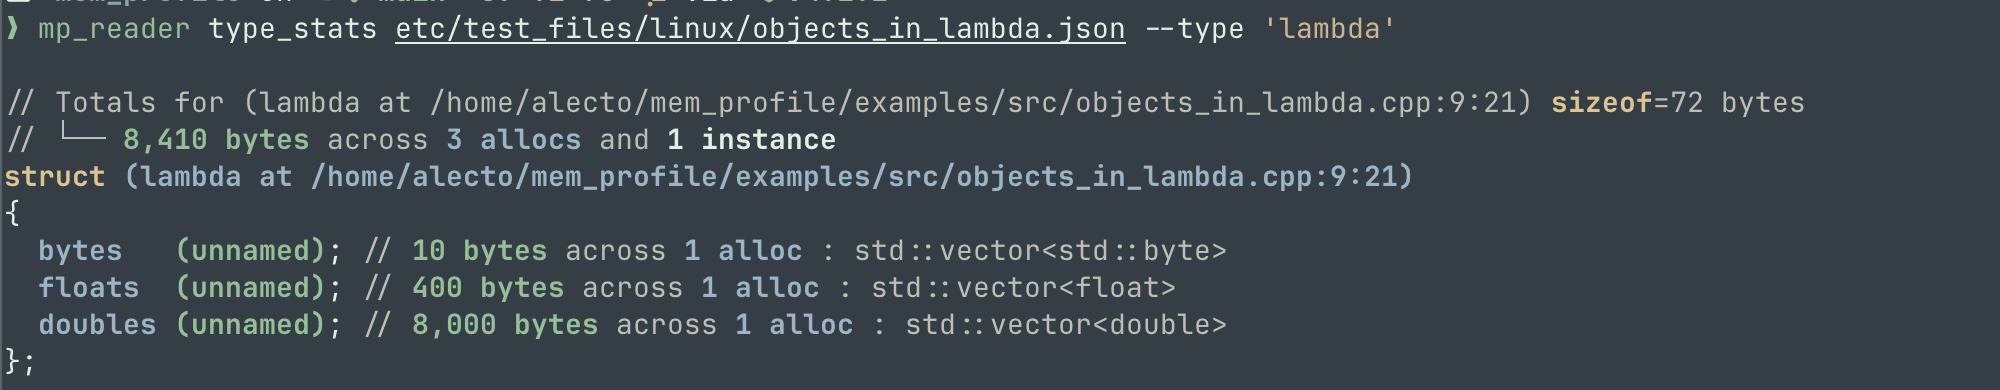 ❱ mp_reader type_stats etc/test_files/linux/objects_in_lambda.json --type 'lambda'
// Totals for (lambda at /home/alecto/mem_profile/examples/src/objects_in_lambda.cpp:9:21) sizeof=72 bytes
// └── 8,410 bytes across 3 allocs and 1 instance
struct (lambda at /home/alecto/mem_profile/examples/src/objects_in_lambda.cpp:9:21)
{
  bytes   (unnamed); // 10 bytes across 1 alloc : std::vector<std::byte>
  floats  (unnamed); // 400 bytes across 1 alloc : std::vector<float>
  doubles (unnamed); // 8,000 bytes across 1 alloc : std::vector<double>
};